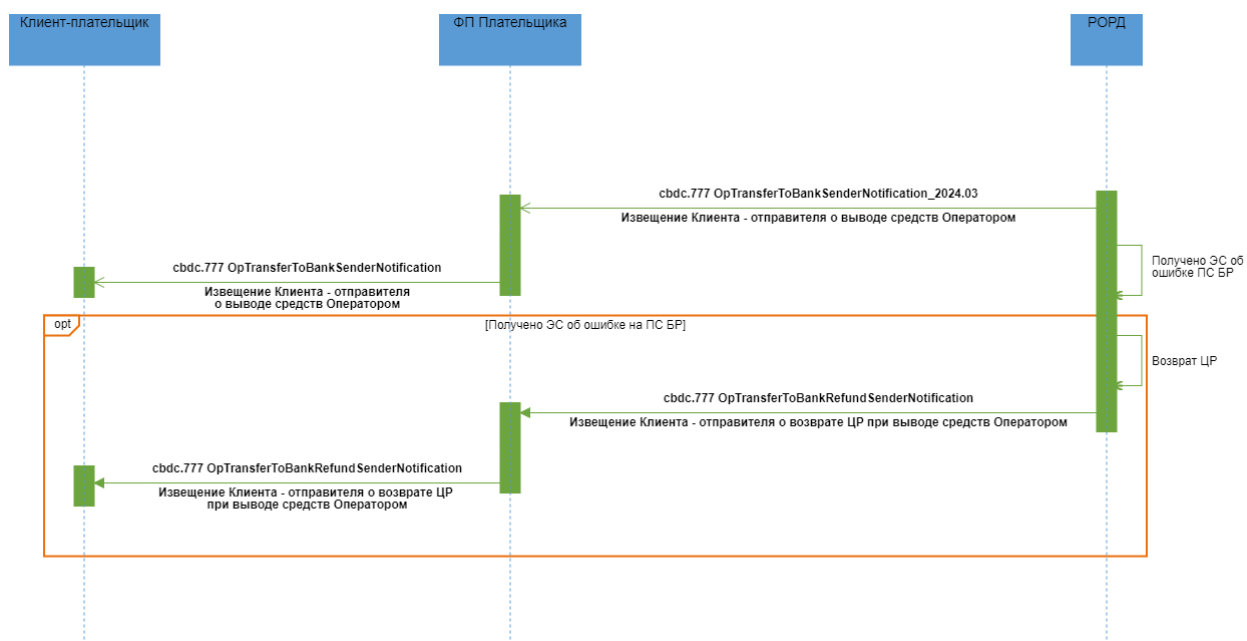 Клиент-плательщик
ФП Плательщика
РОРД
cbdc.777 OpTransferToBankSenderNotification_2024.03
Извещение Клиента - отправителя о выводе средств Оператором
Получено ЭС об
ошибке ПС БР
cbdc.777 OpTransferToBankSenderNotification
Извещение Клиента - отправителя
о выводе средств Оператором
opt
[Получено ЭС об ошибке на ПС БР]
Возврат ЦР
cbdc.777 OpTransferToBankRefundSenderNotification
Извещение Клиента - отправителя о возврате ЦР при выводе средств Оператором
cbdc.777 OpTransferToBankRefundSenderNotification
Извещение Клиента - отправителя о возврате ЦР
при выводе средств Оператором